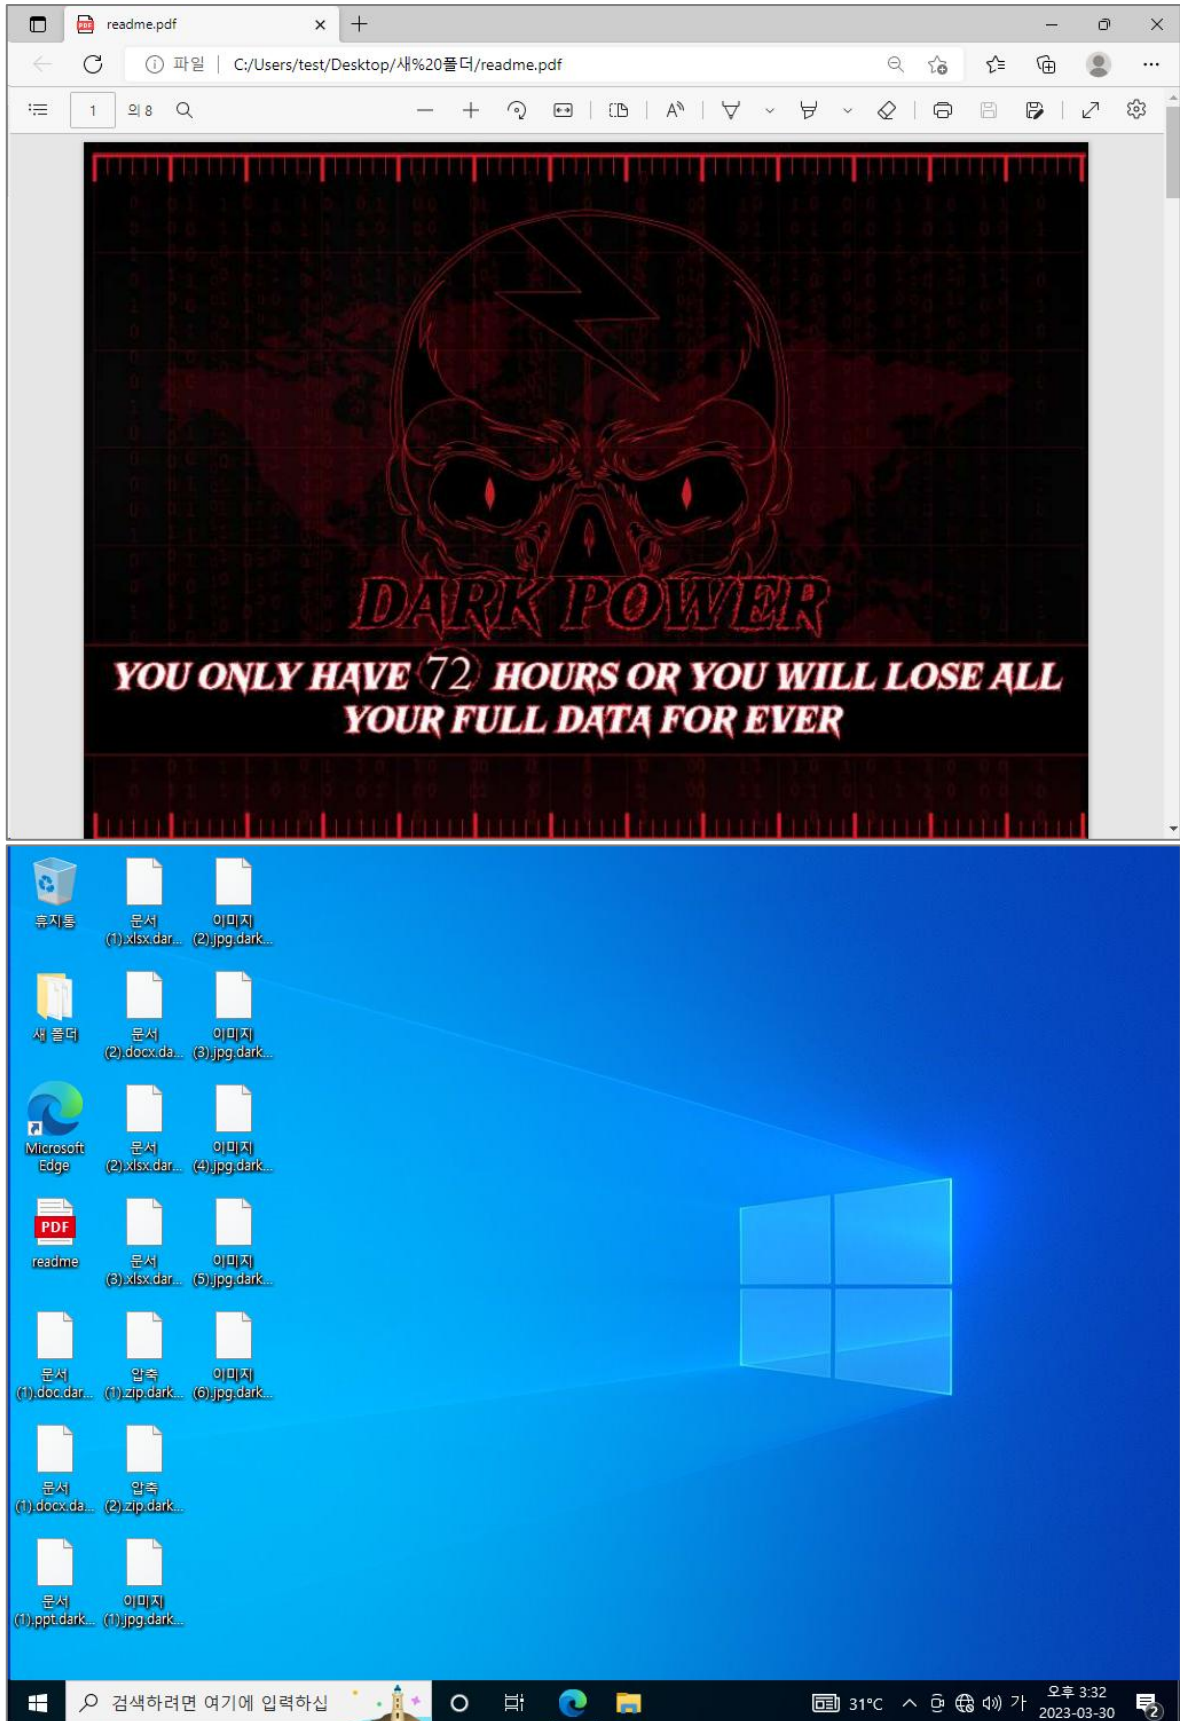 readme.pdf
파일 | C:/Users/test/Desktop/새%20폴더/readme.pdf
1 의 8
DARK POWER
YOU ONLY HAVE 72 HOURS OR YOU WILL LOSE ALL
YOUR FULL DATA FOR EVER
휴지통
문서
(1).xlsx.dar...
이미지
(2).jpg.dark...
새 폴더
문서
(2).docx.da...
이미지
(3).jpg.dark...
Microsoft
Edge
문서
(2).xlsx.dar...
이미지
(4).jpg.dark...
PDF
readme
문서
(3).xlsx.dar...
이미지
(5).jpg.dark...
문서
(1).doc.dar...
압축
(1).zip.dark...
이미지
(6).jpg.dark...
문서
(1).docx.da...
압축
(2).zip.dark...
문서
(1).ppt.dark...
이미지
(1).jpg.dark...
검색하려면 여기에 입력하십
31°C
가
오후 3:32
2023-03-30
2